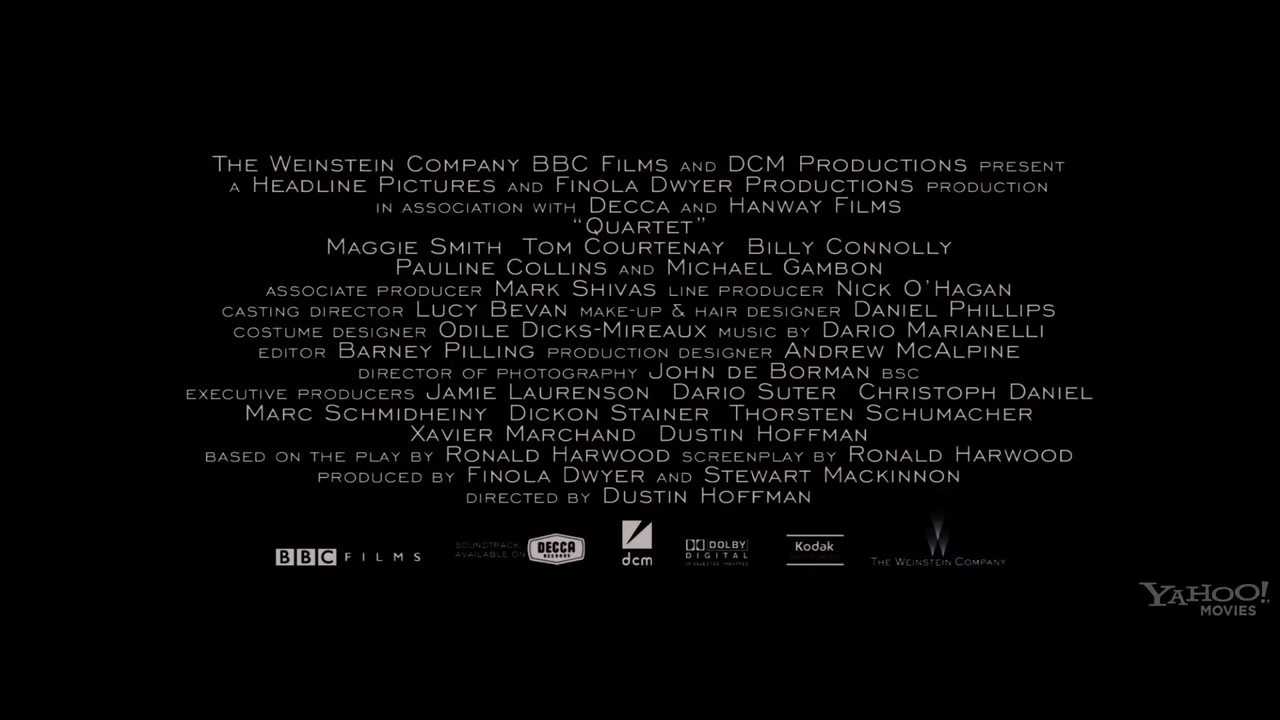 The Weinstein Company BBC Films and DCM Productions present
a Headline Pictures and Finola Dwyer Productions production
in association with Decca and Hanway Films
“Quartet”
Maggie Smith Tom Courtenay Billy Connolly
Pauline Collins and Michael Gambon
associate producer Mark Shivas line producer Nick O'Hagan
casting director Lucy Bevan make-up & hair designer Daniel Phillips
costume designer Odile Dicks-Mireaux music by Dario Marianelli
editor Barney Pilling production designer Andrew McAlpine
director of photography John de Borman bsc
executive producers Jamie Laurenson Dario Suter Christoph Daniel
Marc Schmidheiny Dickon Stainer Thorsten Schumacher
Xavier Marchand Dustin Hoffman
based on the play by Ronald Harwood screenplay by Ronald Harwood
produced by Finola Dwyer and Stewart Mackinnon
directed by Dustin Hoffman
BBC FILMS
SOUNDTRACK
AVAILABLE ON
DECCA
RECORDS
dcm
DOLBY
DIGITAL
IN SELECTED THEATRES
Kodak
The Weinstein Company
YAHOO!
MOVIES